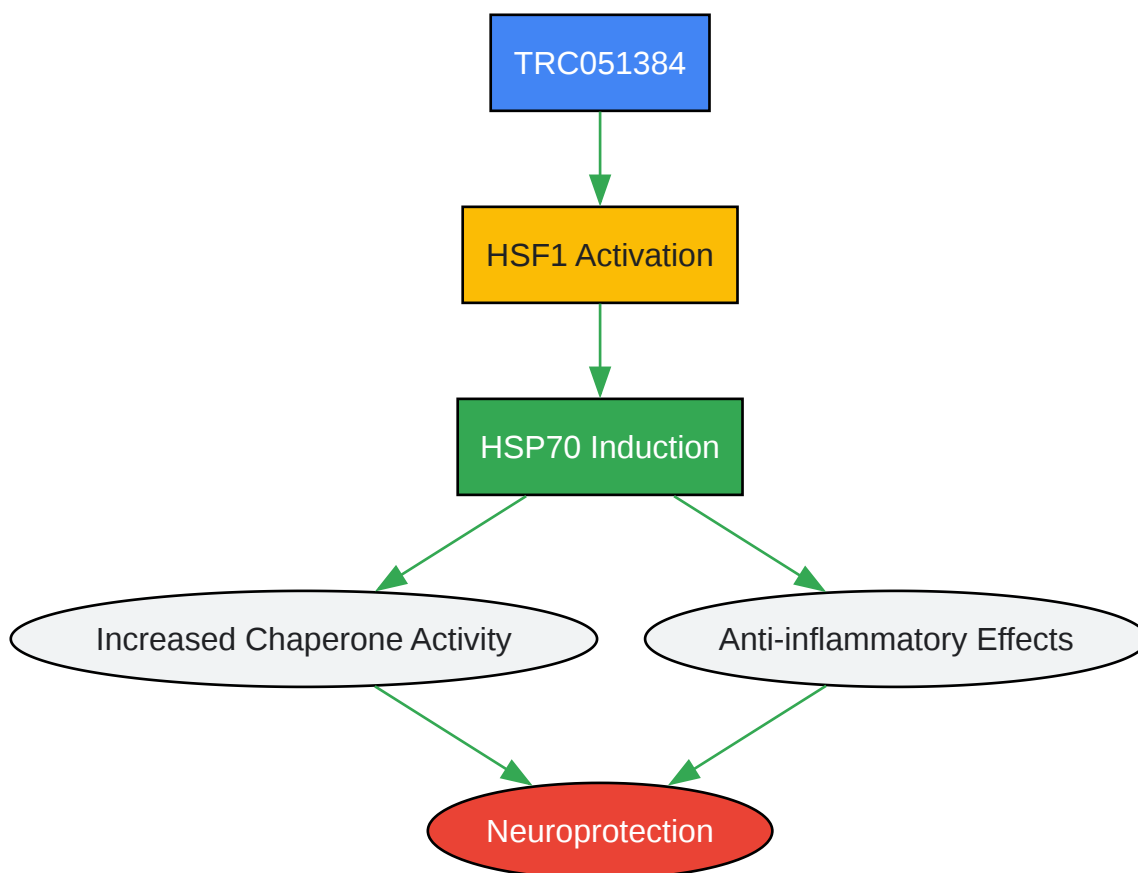 TRC051384
HSF1 Activation
HSP70 Induction
Increased Chaperone Activity
Anti-inflammatory Effects
Neuroprotection